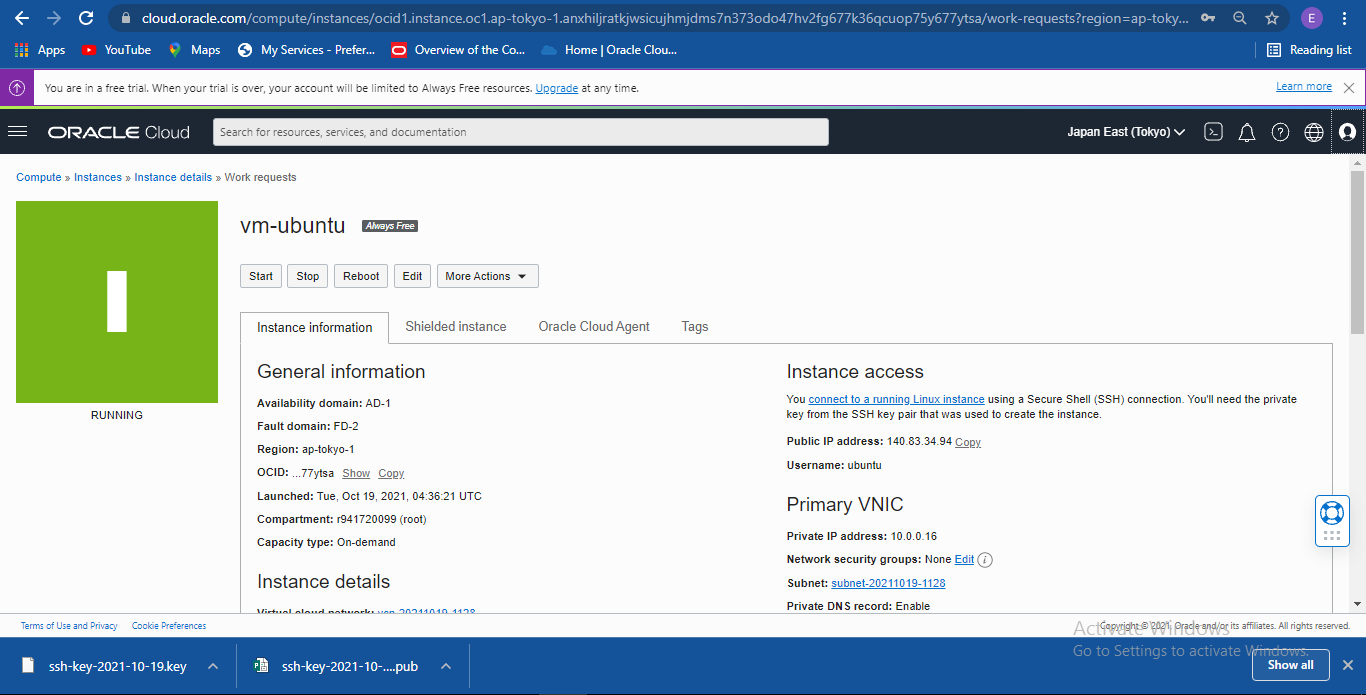 cloud.oracle.com/compute/instances/ocid1.instance.oc1.ap-tokyo-1.anxhiljratkjwsicujhmjdms7n373odo47hv2fg677k36qcuop75y677ytsa/work-requests?region=ap-toky...
E
Apps YouTube Maps My Services - Prefer... Overview of the Co... Home | Oracle Clou... Reading list
You are in a free trial. When your trial is over, your account will be limited to Always Free resources. Upgrade at any time. Learn more
ORACLE Cloud Search for resources, services, and documentation Japan East (Tokyo)
Compute » Instances » Instance details » Work requests
vm-ubuntu Always Free
Start Stop Reboot Edit More Actions
RUNNING
Instance information Shielded instance Oracle Cloud Agent Tags
General information
Availability domain: AD-1
Fault domain: FD-2
Region: ap-tokyo-1
OCID: ...77ytsa Show Copy
Launched: Tue, Oct 19, 2021, 04:36:21 UTC
Compartment: r941720099 (root)
Capacity type: On-demand
Instance details
Virtual cloud network: vcn-20211019-1128
Instance access
You connect to a running Linux instance using a Secure Shell (SSH) connection. You'll need the private
key from the SSH key pair that was used to create the instance.
Public IP address: 140.83.34.94 Copy
Username: ubuntu
Primary VNIC
Private IP address: 10.0.0.16
Network security groups: None Edit
Subnet: subnet-20211019-1128
Private DNS record: Enable
Terms of Use and Privacy Cookie Preferences
Copyright © 2021, Oracle and/or its affiliates. All rights reserved.
Activate Windows
Go to Settings to activate Windows.
ssh-key-2021-10-19.key ssh-key-2021-10-....pub Show all